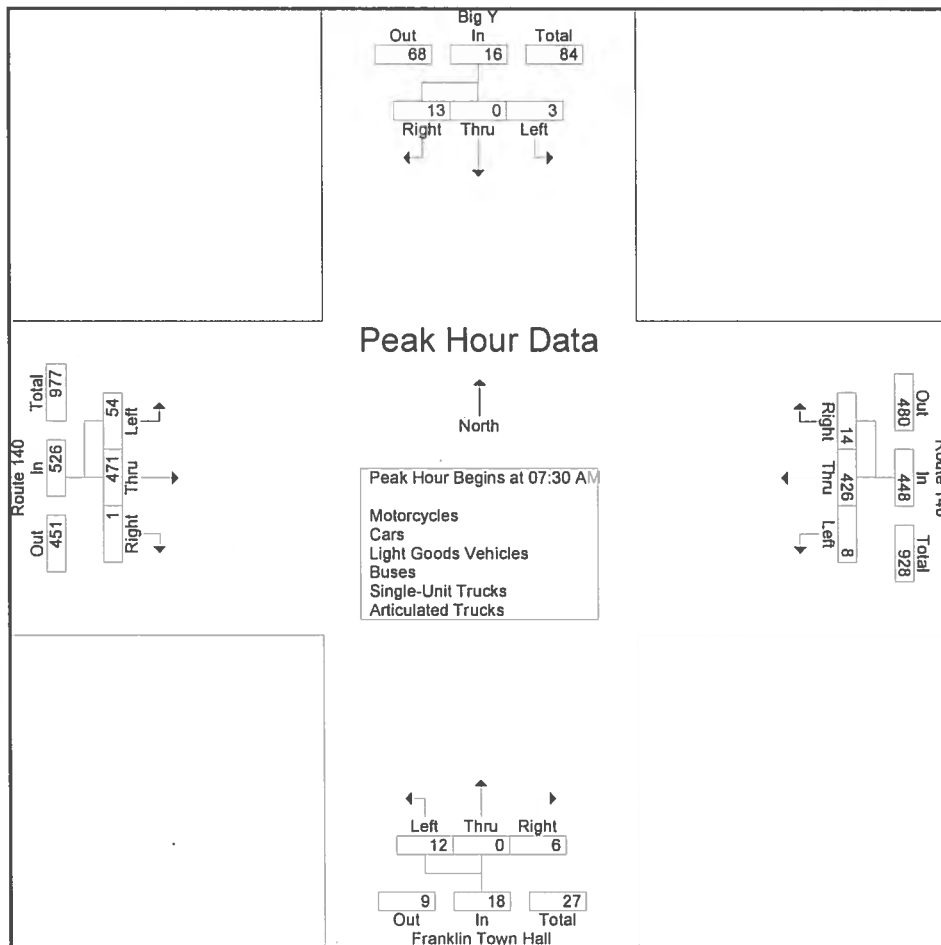 Big Y
Out In Total
68 16 84
13 0 3
Right Thru Left
Peak Hour Data
North
Peak Hour Begins at 07:30 AM
Motorcycles
Cars
Light Goods Vehicles
Buses
Single-Unit Trucks
Articulated Trucks
Route 140
Out In Total
451 526 977
54 471 1
Left Thru Right
Route 140
Out In Total
480 448 928
14 426 8
Right Thru Left
Left Thru Right
12 0 6
9 18 27
Out In Total
Franklin Town Hall